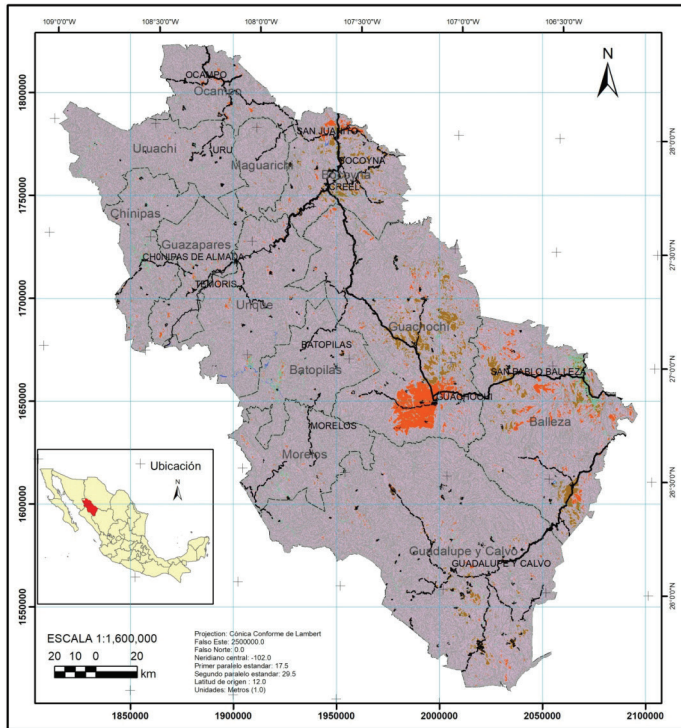 109°0'0"W 108°30'0"W 108°0'0"W 107°30'0"W 107°0'0"W 106°30'0"W
N
OCAMPO
Ocampo
1800000
SAN JUANITO
28°0'0"N
Uruachi
URU
Maguarichi
BOCOYNA
Bocoyna
CREEL
1750000
Chinipas
Guazapares
CH0NIPAS DE ALMADA
27°30'0"N
TEMORIS
Urique
1700000
Guachochi
BATOPILAS
Batopilas
SAN PABLO BALLEZA
27°0'0"N
GUACHOCHI
1650000
Balleza
MORELOS
Morelos
Ubicación
N
26°30'0"N
1600000
Guadalupe y Calvo
GUADALUPE Y CALVO
26°0'0"N
1550000
ESCALA 1:1,600,000
20 10 0 20
km
Projection: Cónica Conforme de Lambert
Falso Este: 2500000.0
Falso Norte: 0.0
Neridiano central: -102.0
Primer paralelo estandar: 17.5
Segundo paralelo estandar: 29.5
Latitud de origen : 12.0
Unidades: Metros (1.0)
1850000 1900000 1950000 2000000 2050000 2100000